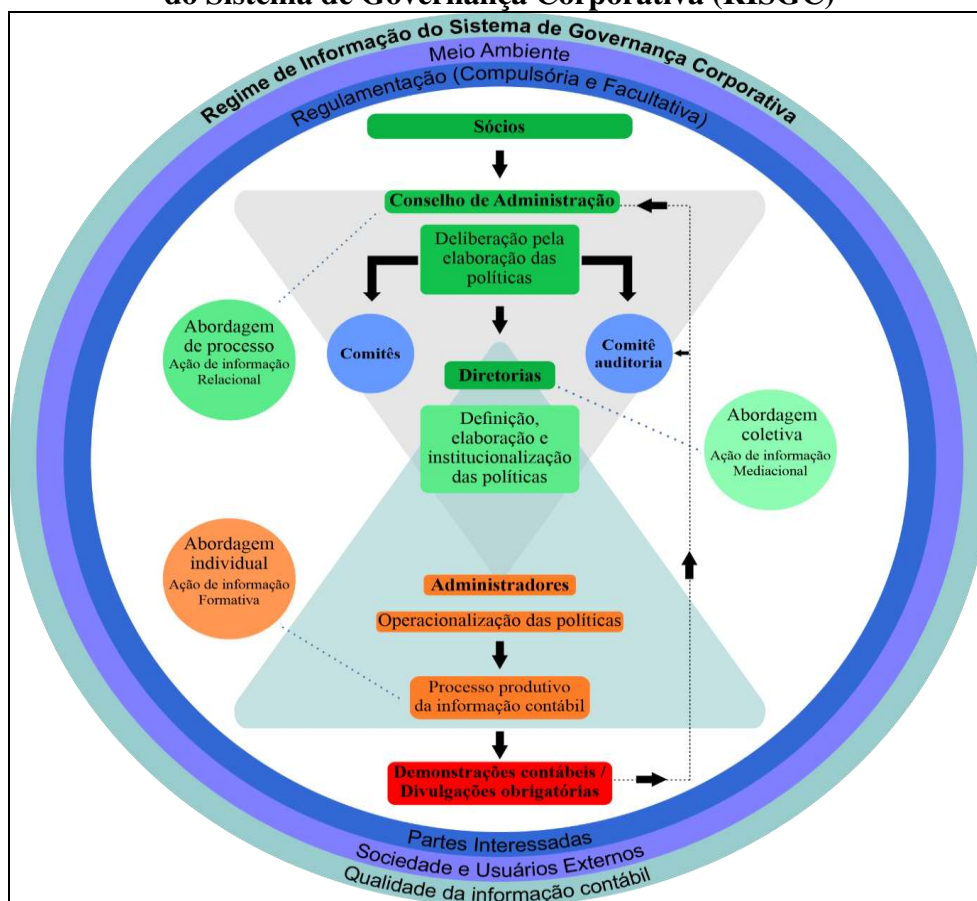 do Sistema de Governança Corporativa (RISGC)
Regime de Informação do Sistema de Governança Corporativa
Meio Ambiente
Regulamentação (Compulsória e Facultativa)
Sócios
Conselho de Administração
Deliberação pela
elaboração das
políticas
Abordagem
de processo
Ação de informação
Relacional
Comitês
Comitê
auditoria
Diretorias
Definição,
elaboração e
institucionalização
das políticas
Abordagem
coletiva
Ação de informação
Mediacional
Abordagem
individual
Ação de informação
Formativa
Administradores
Operacionalização das políticas
Processo produtivo
da informação contábil
Demonstrações contábeis /
Divulgações obrigatórias
Partes Interessadas
Sociedade e Usuários Externos
Qualidade da informação contábil